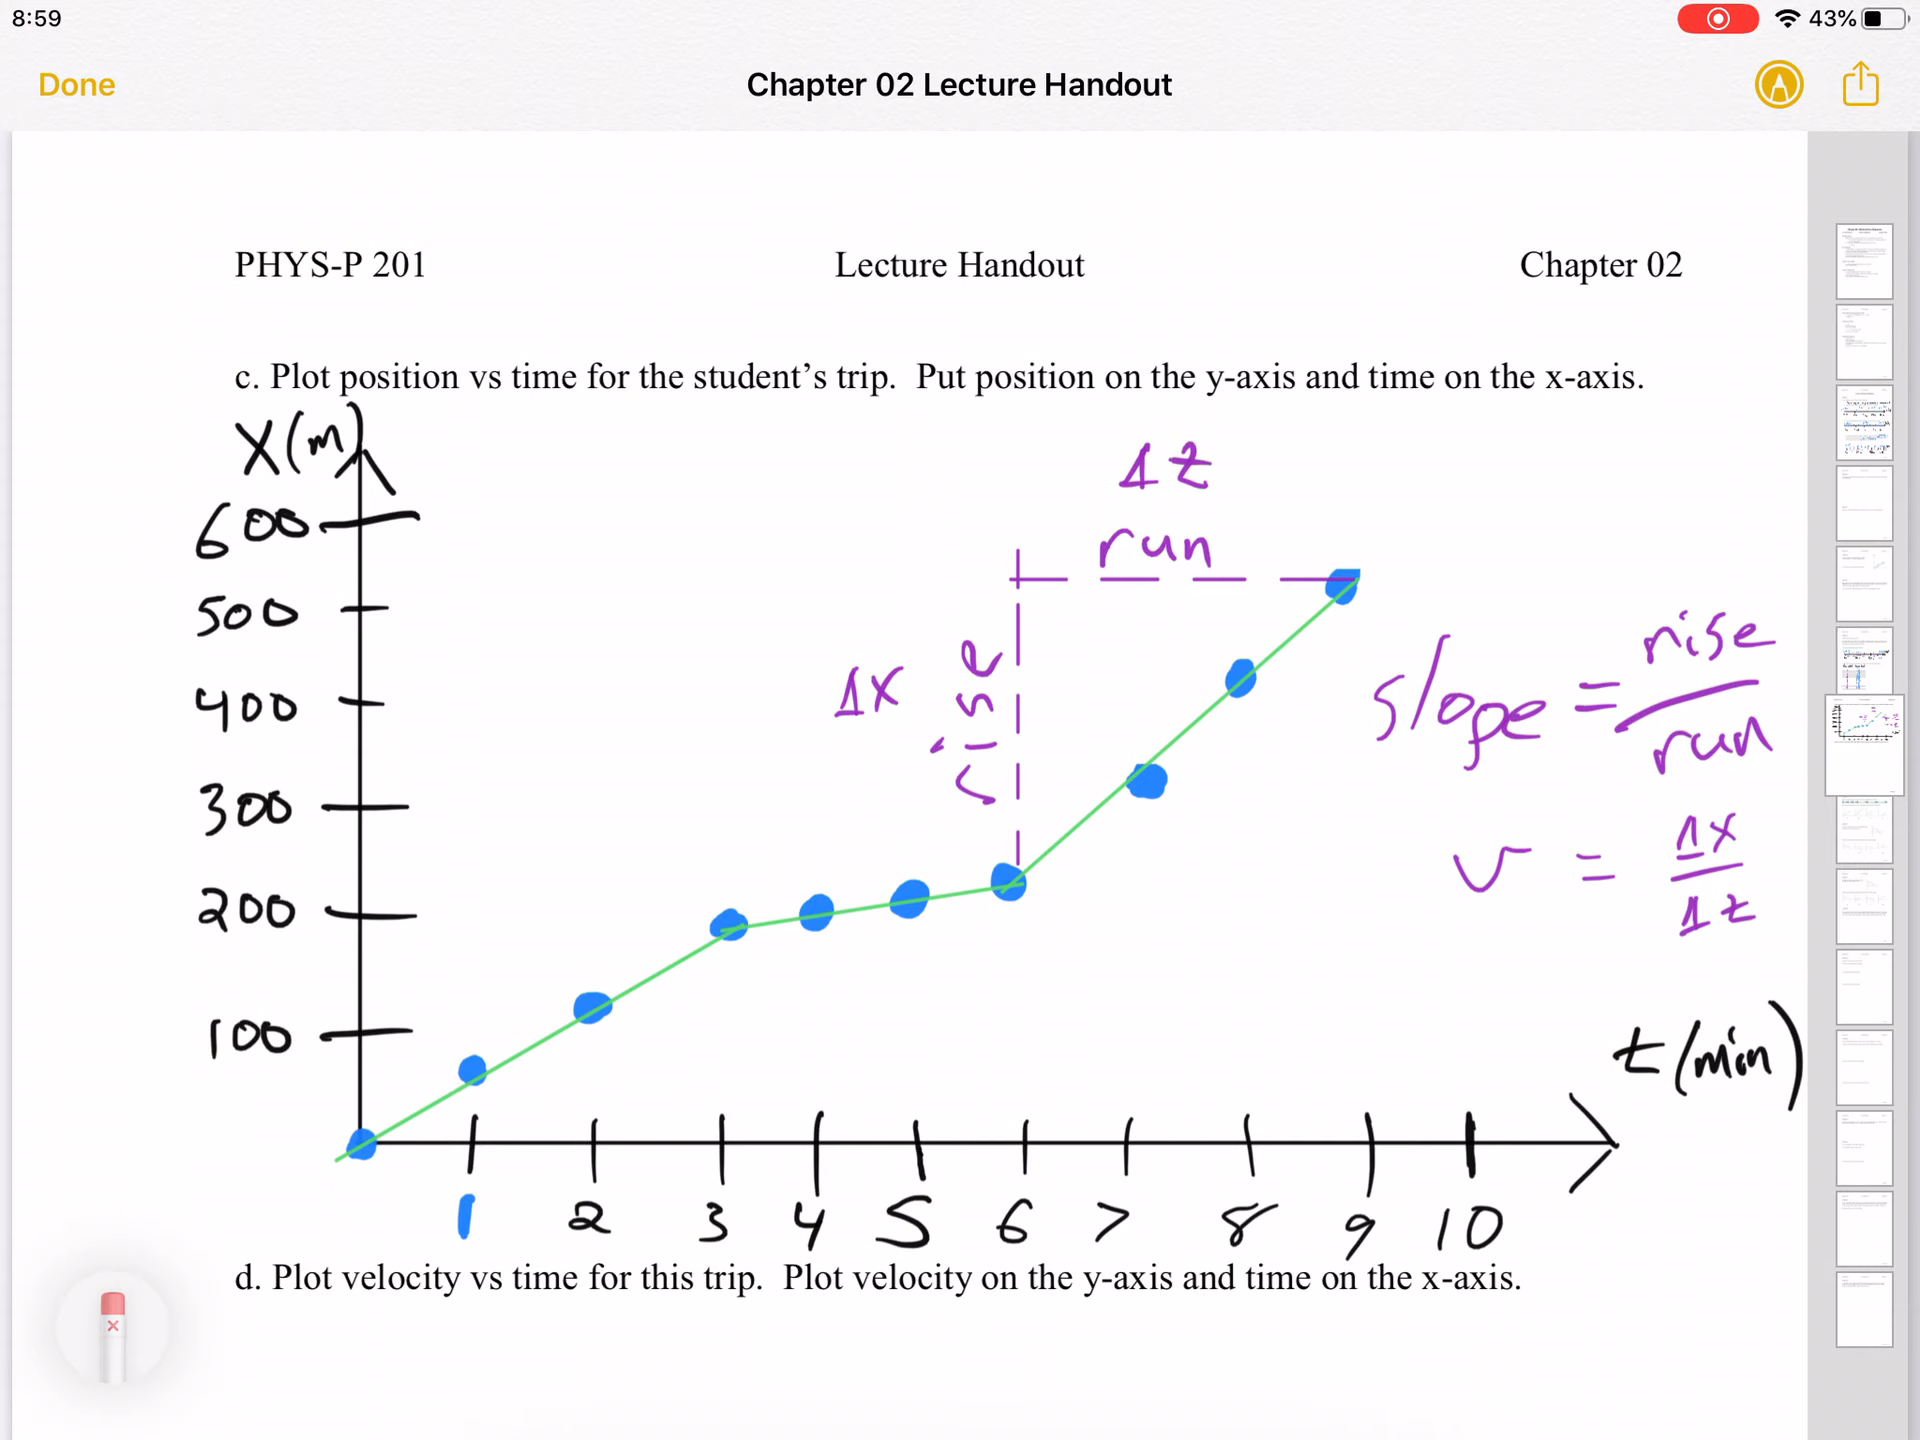 8:59 43%
Done Chapter 02 Lecture Handout
PHYS-P 201 Lecture Handout Chapter 02
c. Plot position vs time for the student’s trip. Put position on the y-axis and time on the x-axis.
X(m)
Δt
run
600
500
400
300
200
100
Δx
rise
slope = rise
run
v = Δx
Δt
t(min)
1 2 3 4 5 6 7 8 9 10
d. Plot velocity vs time for this trip. Plot velocity on the y-axis and time on the x-axis.